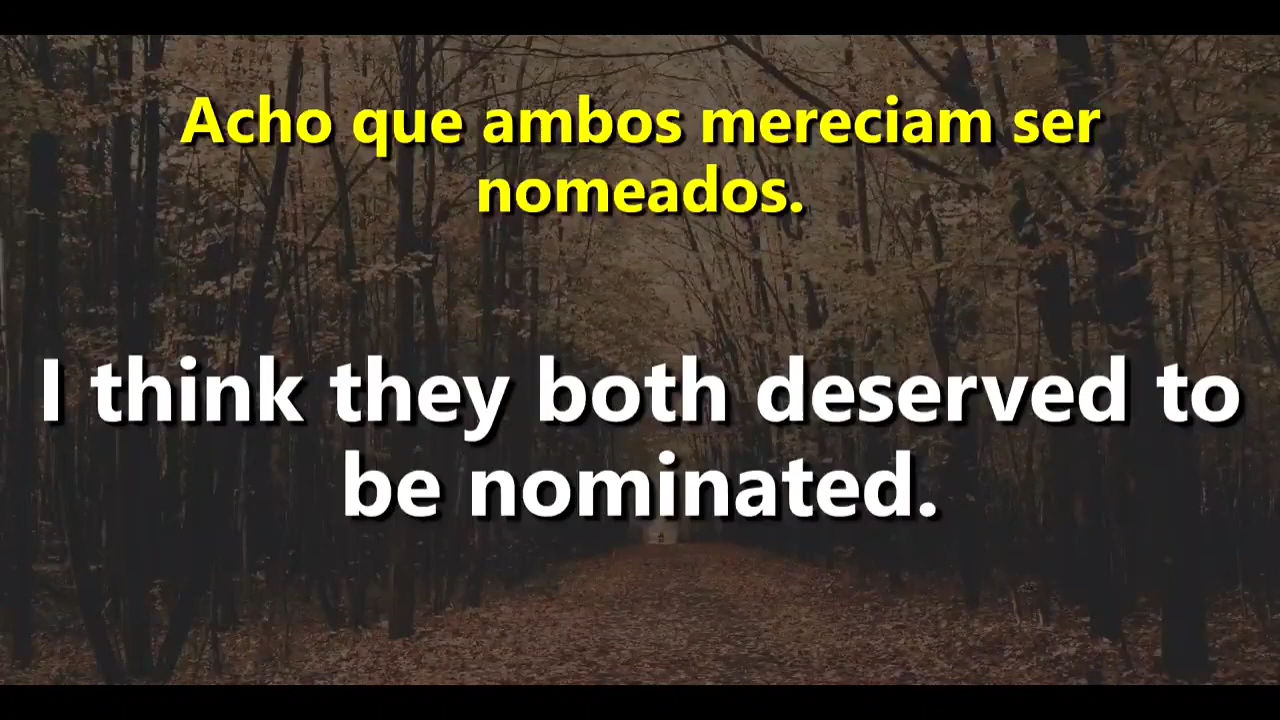 Acho que ambos mereciam ser
nomeados.
I think they both deserved to
be nominated.